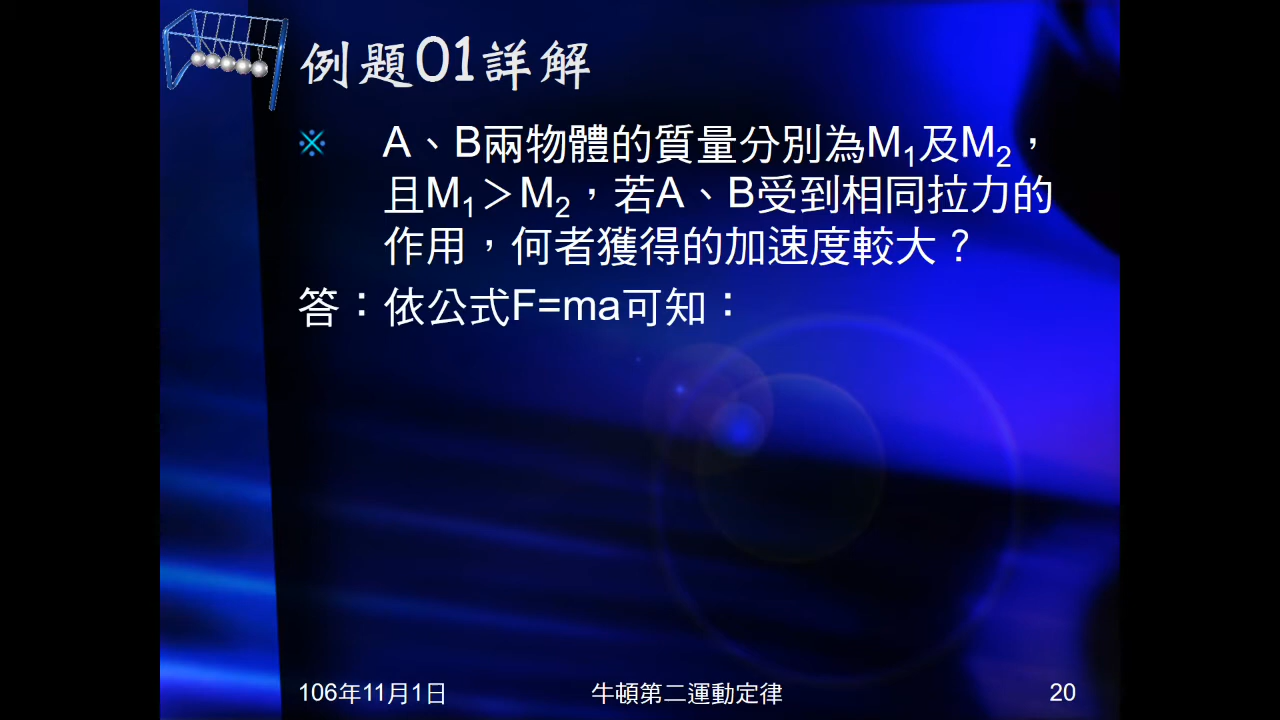 例題01詳解
※ A、B兩物體的質量分別為M₁及M₂，
且M₁＞M₂，若A、B受到相同拉力的
作用，何者獲得的加速度較大？
答：依公式F=ma可知：
106年11月1日 牛頓第二運動定律 20